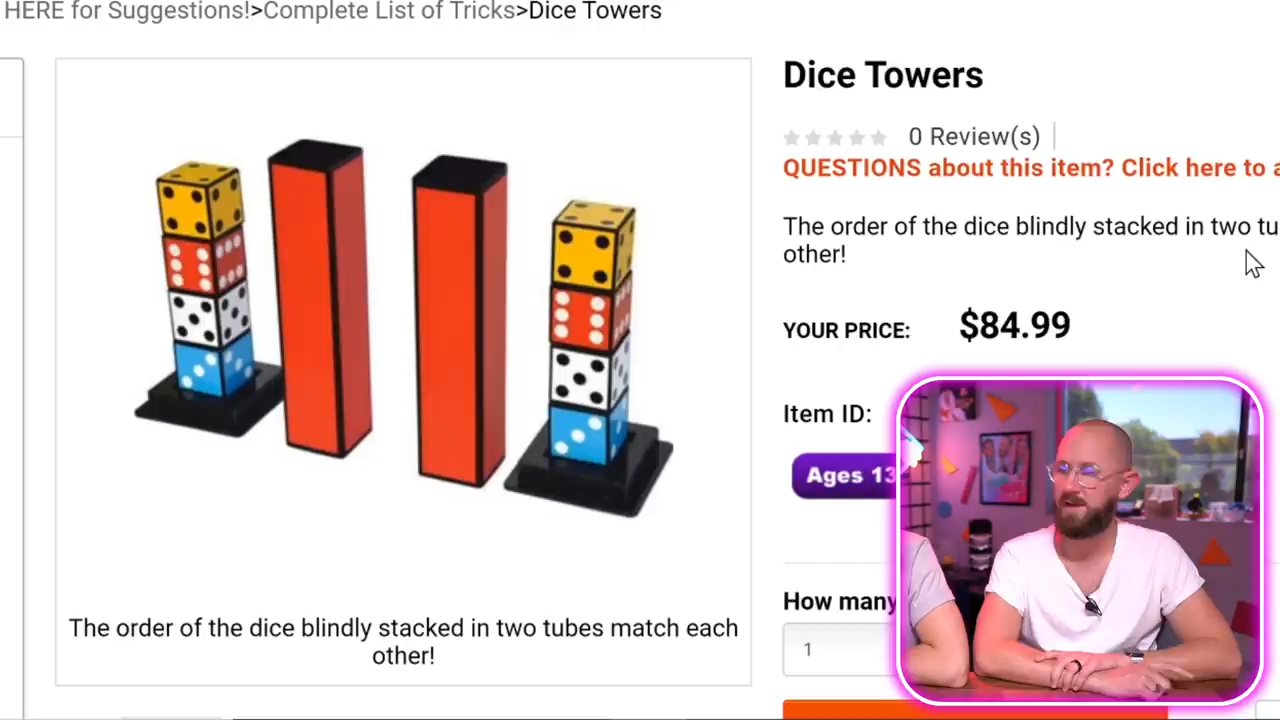 HERE for Suggestions!>Complete List of Tricks>Dice Towers
Dice Towers
0 Review(s)
QUESTIONS about this item? Click here to
The order of the dice blindly stacked in two
other!
YOUR PRICE: $84.99
Item ID:
Ages 13
How many
1
The order of the dice blindly stacked in two tubes match each
other!